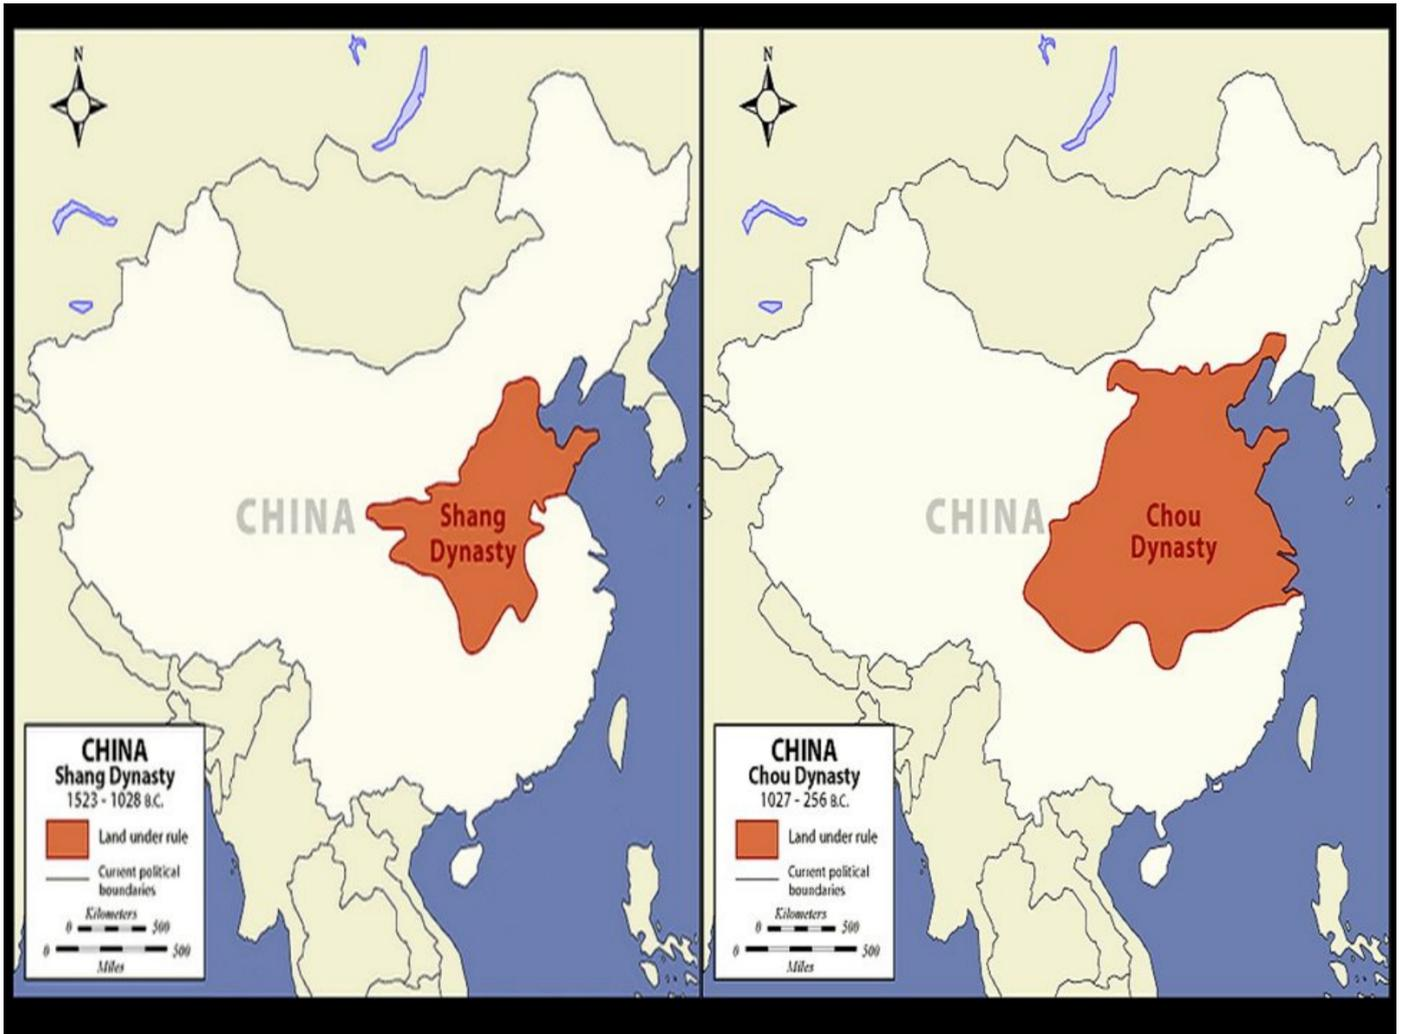 N
CHINA
Shang
Dynasty
CHINA
Shang Dynasty
1523 - 1028 B.C.
Land under rule
Current political
boundaries
Kilometers
0 500
0 500
Miles
N
CHINA
Chou
Dynasty
CHINA
Chou Dynasty
1027 - 256 B.C.
Land under rule
Current political
boundaries
Kilometers
0 500
0 500
Miles